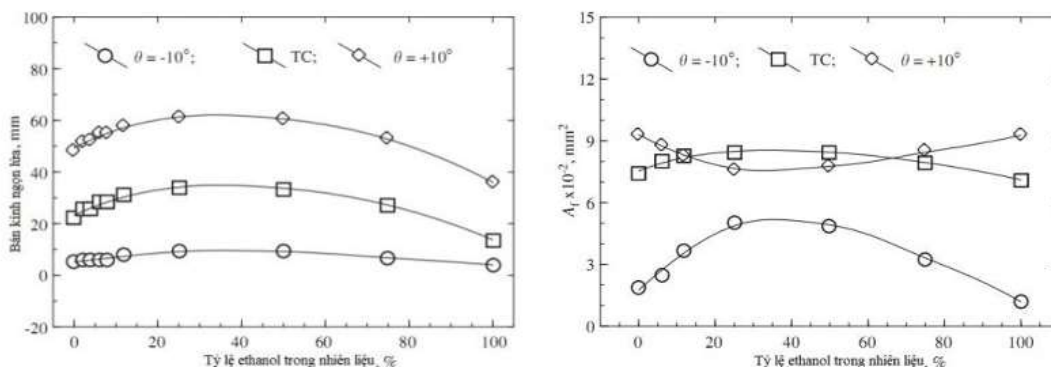 100
80
60
40
20
0
-20
Bán kính ngọn lửa, mm
θ = -10°; TC; θ = +10°
0 20 40 60 80 100
Tỷ lệ ethanol trong nhiên liệu, %
15
12
9
6
3
0
A_f x10⁻², mm²
θ = -10°; TC; θ = +10°
0 20 40 60 80 100
Tỷ lệ ethanol trong nhiên liệu, %